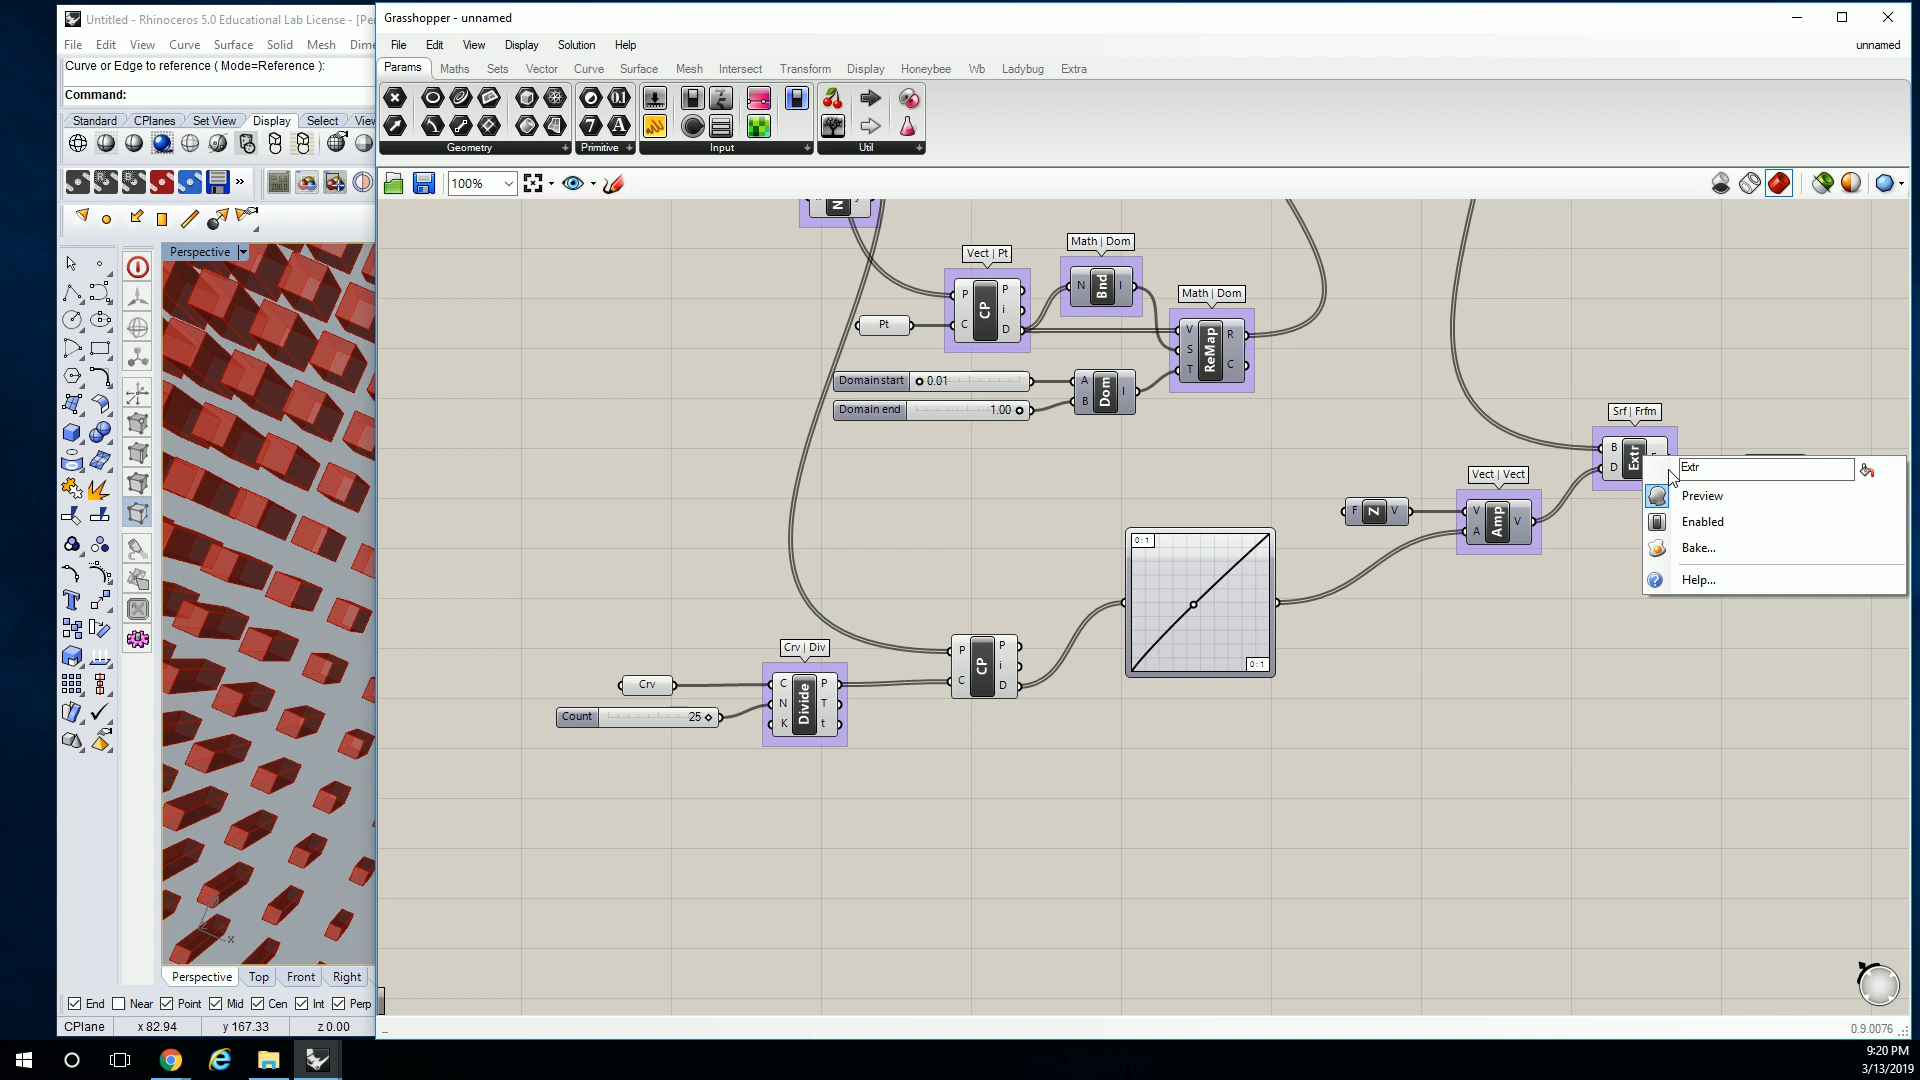 Untitled - Rhinoceros 5.0 Educational Lab License - [Pe
File Edit View Curve Surface Solid Mesh Dime
Curve or Edge to reference ( Mode=Reference ):
Command:
Standard CPlanes Set View Display Select View
Perspective
z x
Perspective Top Front Right
End Near Point Mid Cen Int Perp
CPlane x 82.94 y 167.33 z 0.00
Grasshopper - unnamed
File Edit View Display Solution Help
unnamed
Params Maths Sets Vector Curve Surface Mesh Intersect Transform Display Honeybee Wb Ladybug Extra
Geometry Primitive Input Util
100%
N
Vect | Pt
Math | Dom
P C CP P i D
N Bnd I
Math | Dom
Pt
V S T ReMap R C
Domain start 0.01
Domain end 1.00
A B Dom I
Srf | Frfm
B D Extr
Extr
Preview
Enabled
Bake...
Help...
Vect | Vect
F Z V
V A Amp V
0 : 1
0 : 1
Crv | Div
P C CP P i D
Crv
Count 25
C N K Divide P T t
0.9.0076
9:20 PM
3/13/2019